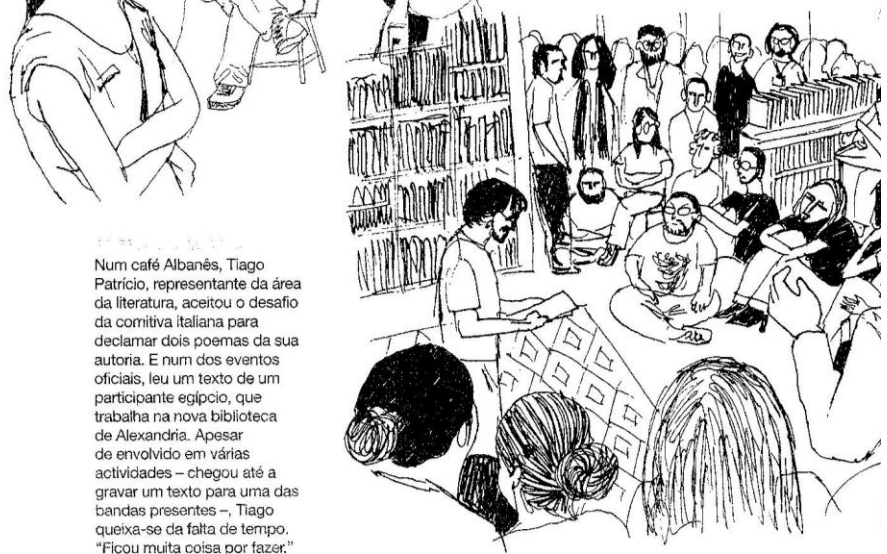 Num café Albanês, Tiago
Patrício, representante da área
da literatura, aceitou o desafio
da comitiva italiana para
declamar dois poemas da sua
autoria. E num dos eventos
oficiais, leu um texto de um
participante egípcio, que
trabalha na nova biblioteca
de Alexandria. Apesar
de envolvido em várias
actividades – chegou até a
gravar um texto para uma das
bandas presentes –, Tiago
queixa-se da falta de tempo.
"Ficou muita coisa por fazer."